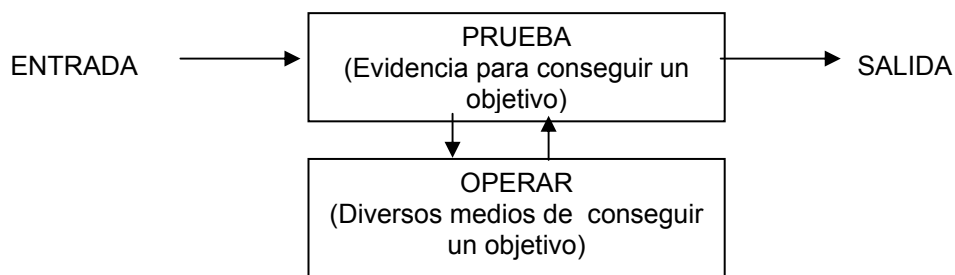 PRUEBA
ENTRADA
(Evidencia para conseguir un
SALIDA
objetivo)
OPERAR
(Diversos medios de conseguir
un objetivo)